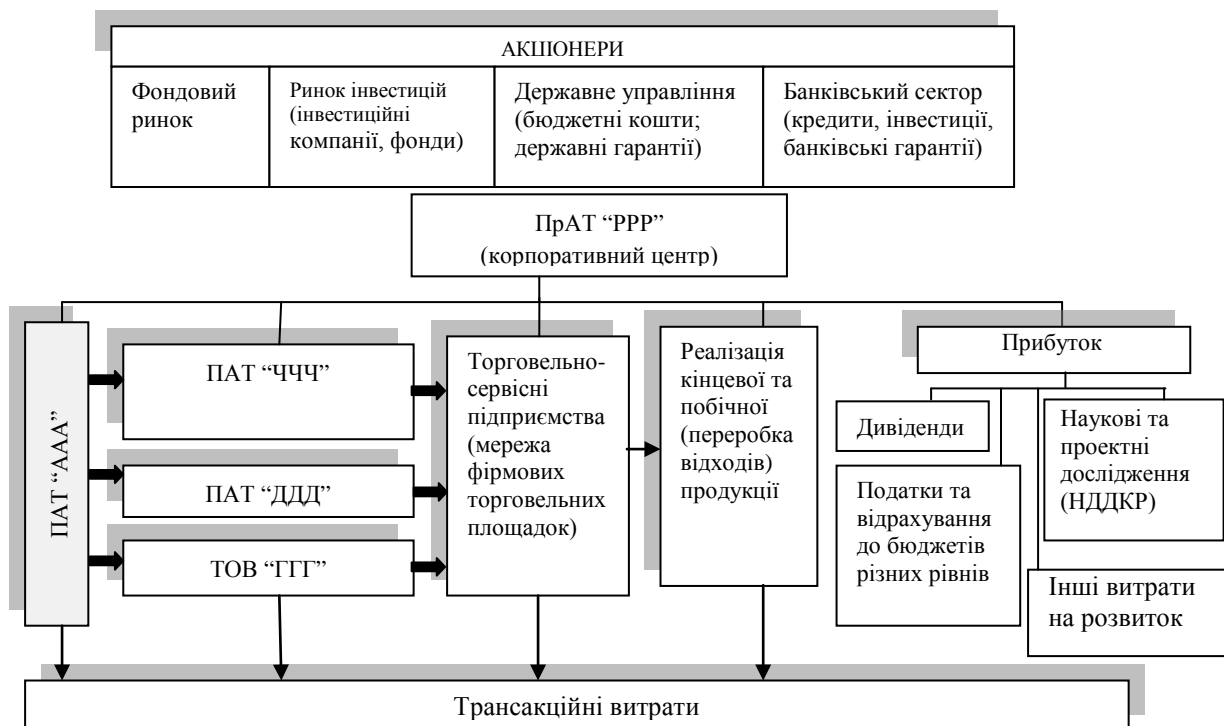 АКЦІОНЕРИ
Фондовий
ринок
Ринок інвестицій
(інвестиційні
компанії, фонди)
Державне управління
(бюджетні кошти;
державні гарантії)
Банківський сектор
(кредити, інвестиції,
банківські гарантії)
ПрАТ “РРР”
(корпоративний центр)
ПАТ “ААА”
ПАТ “ЧЧЧ”
ПАТ “ДДД”
ТОВ “ГГГ”
Торговельно-
сервісні
підприємства
(мережа
фірмових
торговельних
площадок)
Реалізація
кінцевої та
побічної
(переробка
відходів)
продукції
Прибуток
Дивіденди
Наукові та
проектні
дослідження
(НДДКР)
Податки та
відрахування
до бюджетів
різних рівнів
Інші витрати
на розвиток
Трансакційні витрати